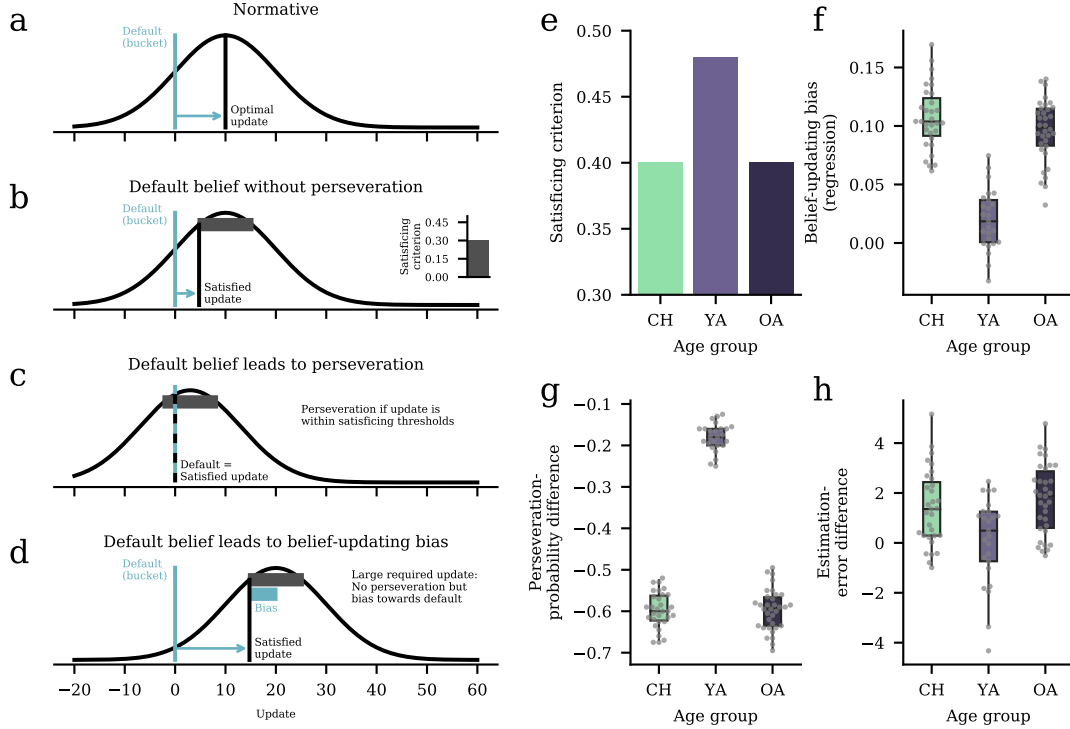 a
Normative
Default
(bucket)
Optimal
update
b
Default belief without perseveration
Default
(bucket)
Satisfied
update
Satisficing
criterion
0.45
0.30
0.15
0.00
c
Default belief leads to perseveration
Perseveration if update is
within satisficing thresholds
Default =
Satisfied update
d
Default belief leads to belief-updating bias
Default
(bucket)
Large required update:
No perseveration but
bias towards default
Bias
Satisfied
update
−20 −10 0 10 20 30 40 50 60
Update
e
Satisficing criterion
0.50
0.45
0.40
0.35
0.30
CH YA OA
Age group
f
Belief-updating bias
(regression)
0.15
0.10
0.05
0.00
CH YA OA
Age group
g
Perseveration-
probability difference
−0.1
−0.2
−0.3
−0.4
−0.5
−0.6
−0.7
CH YA OA
Age group
h
Estimation-
error difference
4
2
0
−2
−4
CH YA OA
Age group